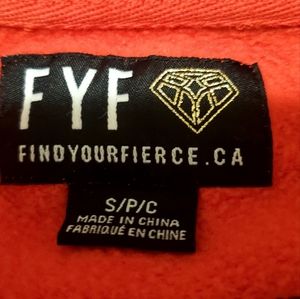 FYF
FINDYOURFIERCE.CA
S/P/C
MADE IN CHINA
FABRIQUÉ EN CHINE